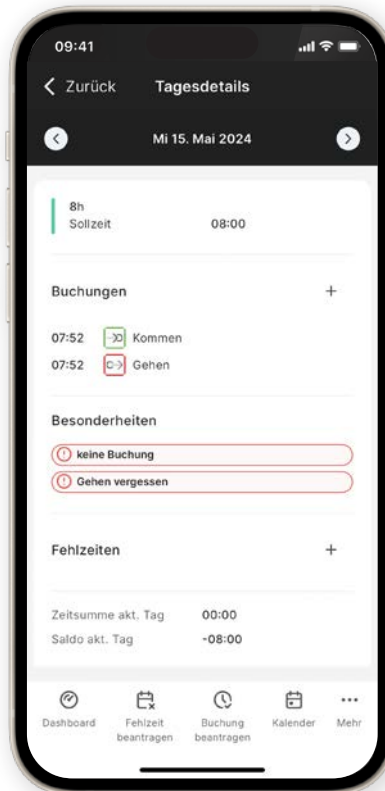 09:41
Zurück Tagesdetails
Mi 15. Mai 2024
8h
Sollzeit 08:00
Buchungen +
07:52 Kommen
07:52 Gehen
Besonderheiten
keine Buchung
Gehen vergessen
Fehlzeiten +
Zeitsumme akt. Tag 00:00
Saldo akt. Tag -08:00
Dashboard Fehlzeit beantragen Buchung beantragen Kalender Mehr